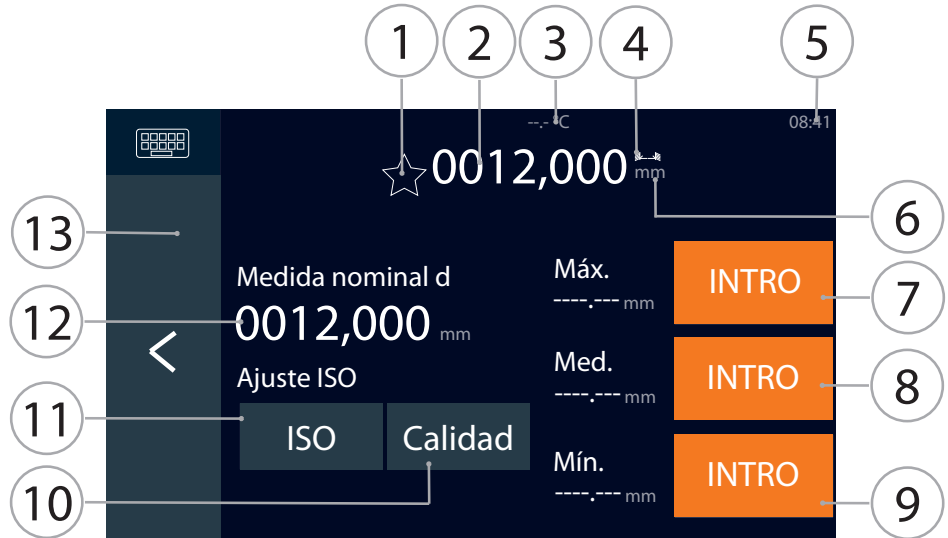 1 2 3 4 5
--.- °C 08:41
0012,000 mm
6
13
Medida nominal d
Máx.
----.--- mm
INTRO
7
12
0012,000 mm
Ajuste ISO
Med.
----.--- mm
INTRO
8
11
ISO Calidad
Mín.
----.--- mm
INTRO
10
9